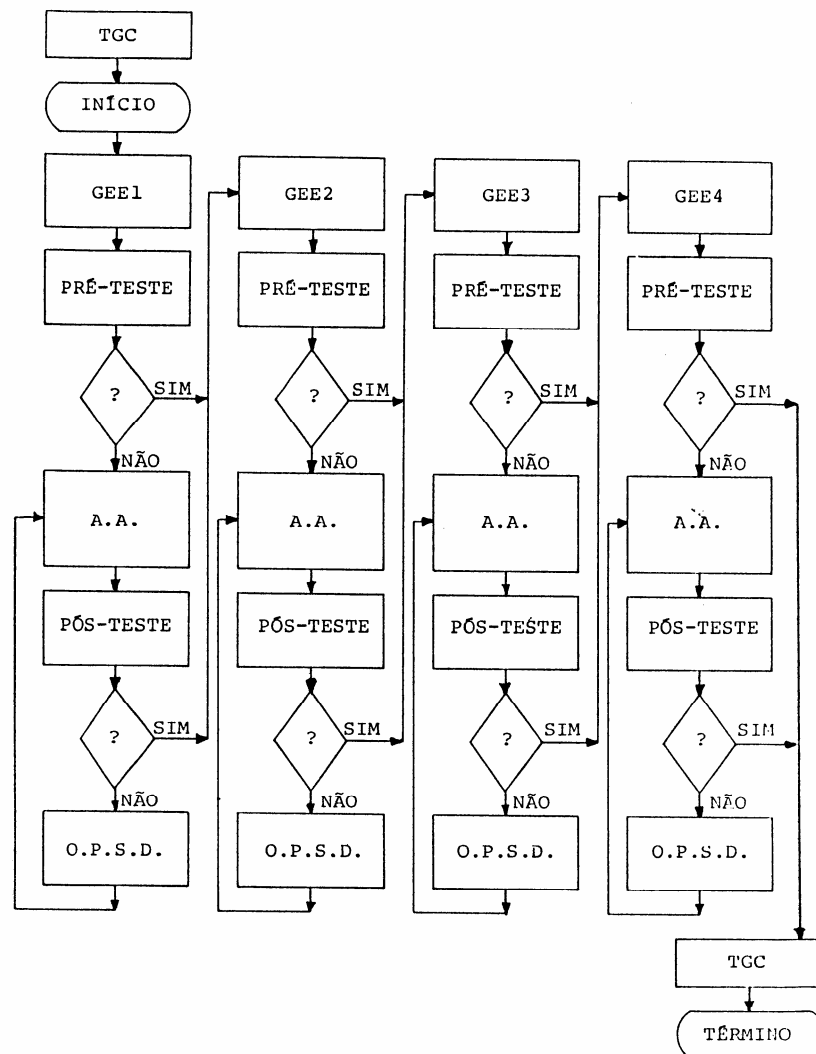 TGC
INÍCIO
GEE1
PRÉ-TESTE
?
SIM
NÃO
A.A.
PÓS-TESTE
?
SIM
NÃO
O.P.S.D.
GEE2
PRÉ-TESTE
?
SIM
NÃO
A.A.
PÓS-TESTE
?
SIM
NÃO
O.P.S.D.
GEE3
PRÉ-TESTE
?
SIM
NÃO
A.A.
PÓS-TESTE
?
SIM
NÃO
O.P.S.D.
GEE4
PRÉ-TESTE
?
SIM
NÃO
A.A.
PÓS-TESTE
?
SIM
NÃO
O.P.S.D.
TGC
TÉRMINO